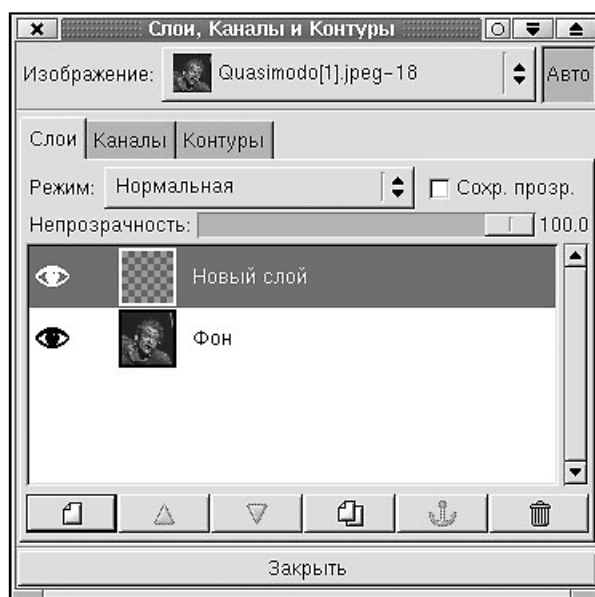 Слои, Каналы и Контуры
Изображение: Quasimodo[1].jpeg-18 Авто
Слои Каналы Контуры
Режим: Нормальная Сохр. прозр.
Непрозрачность: 100.0
Новый слой
Фон
Закрыть